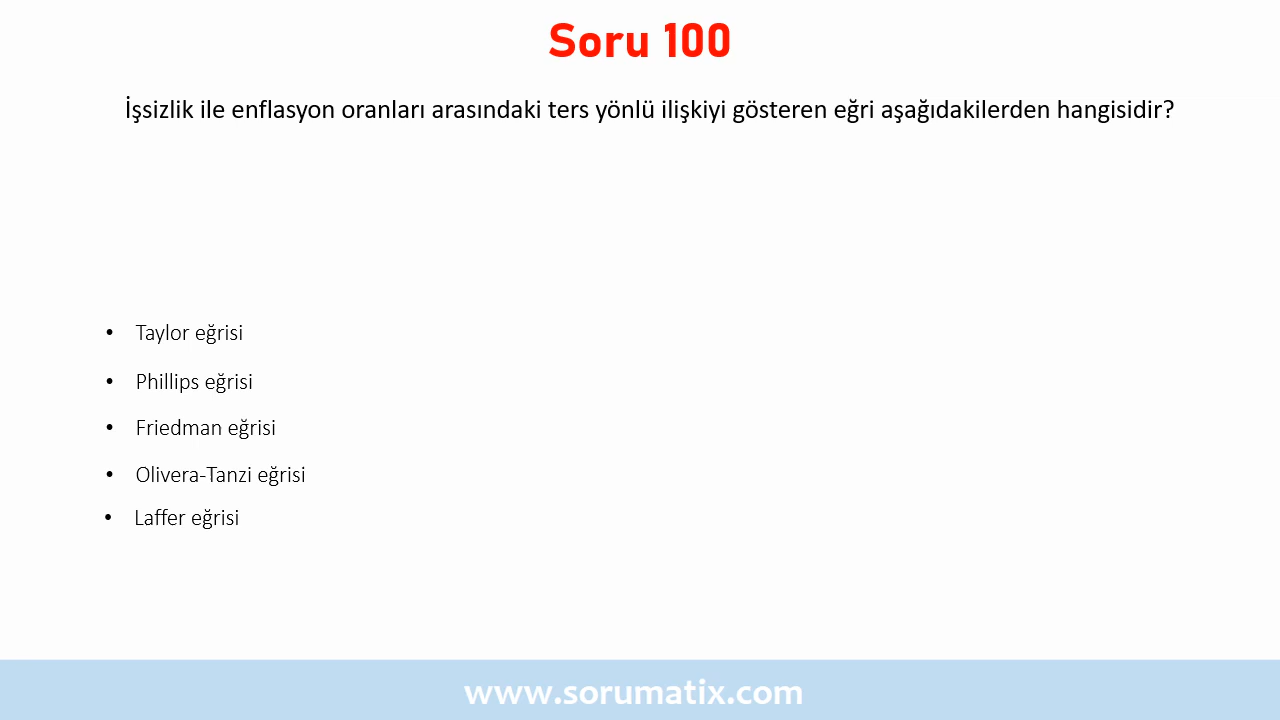 Soru 100
İşsizlik ile enflasyon oranları arasındaki ters yönlü ilişkiyi gösteren eğri aşağıdakilerden hangisidir?
• Taylor eğrisi
• Phillips eğrisi
• Friedman eğrisi
• Olivera-Tanzi eğrisi
• Laffer eğrisi
www.sorumatix.com